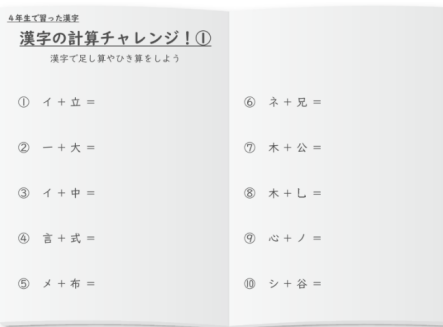 4年生で習った漢字
漢字の計算チャレンジ!①
漢字で足し算やひき算をしよう
① イ + 立 =
② 一 + 大 =
③ イ + 中 =
④ 言 + 式 =
⑤ メ + 布 =
⑥ ネ + 兄 =
⑦ 木 + 公 =
⑧ 木 + し =
⑨ 心 + ノ =
⑩ シ + 谷 =